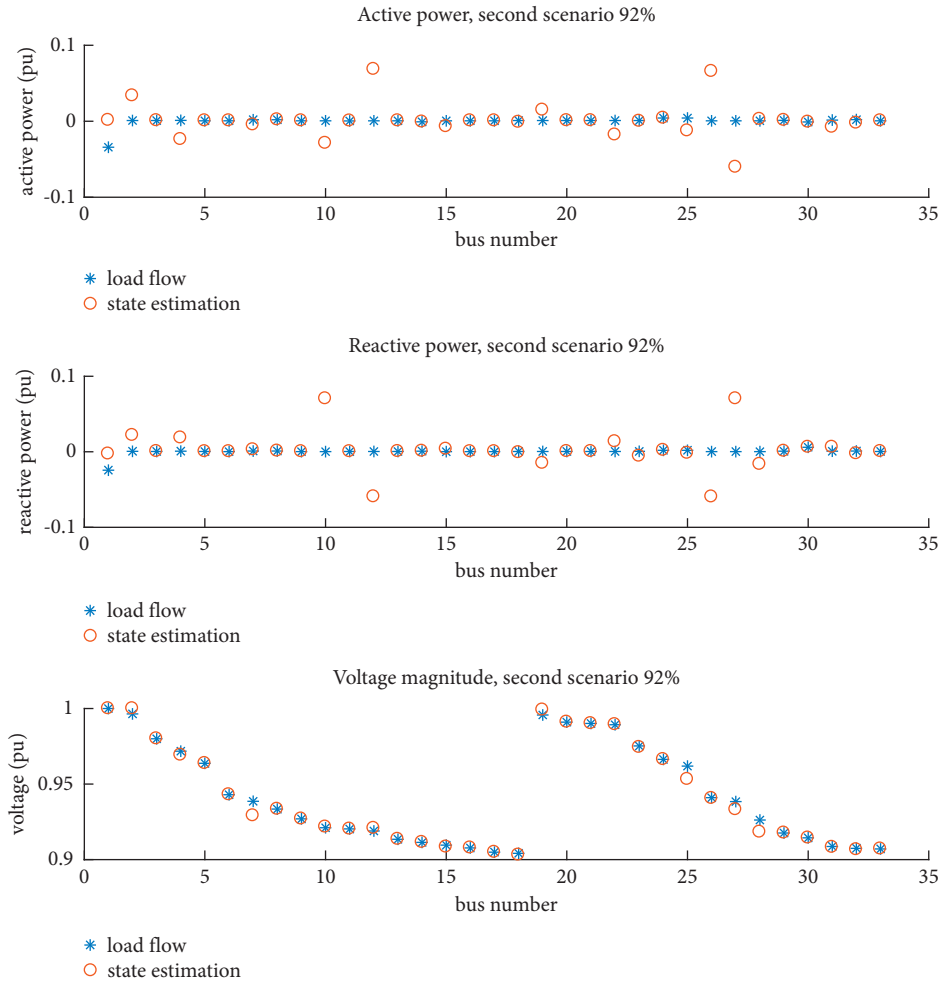 Active power, second scenario 92%
0.1
0
-0.1
active power (pu)
0 5 10 15 20 25 30 35
bus number
load flow
state estimation
Reactive power, second scenario 92%
0.1
0
-0.1
reactive power (pu)
0 5 10 15 20 25 30 35
bus number
load flow
state estimation
Voltage magnitude, second scenario 92%
1
0.95
0.9
voltage (pu)
0 5 10 15 20 25 30 35
bus number
load flow
state estimation